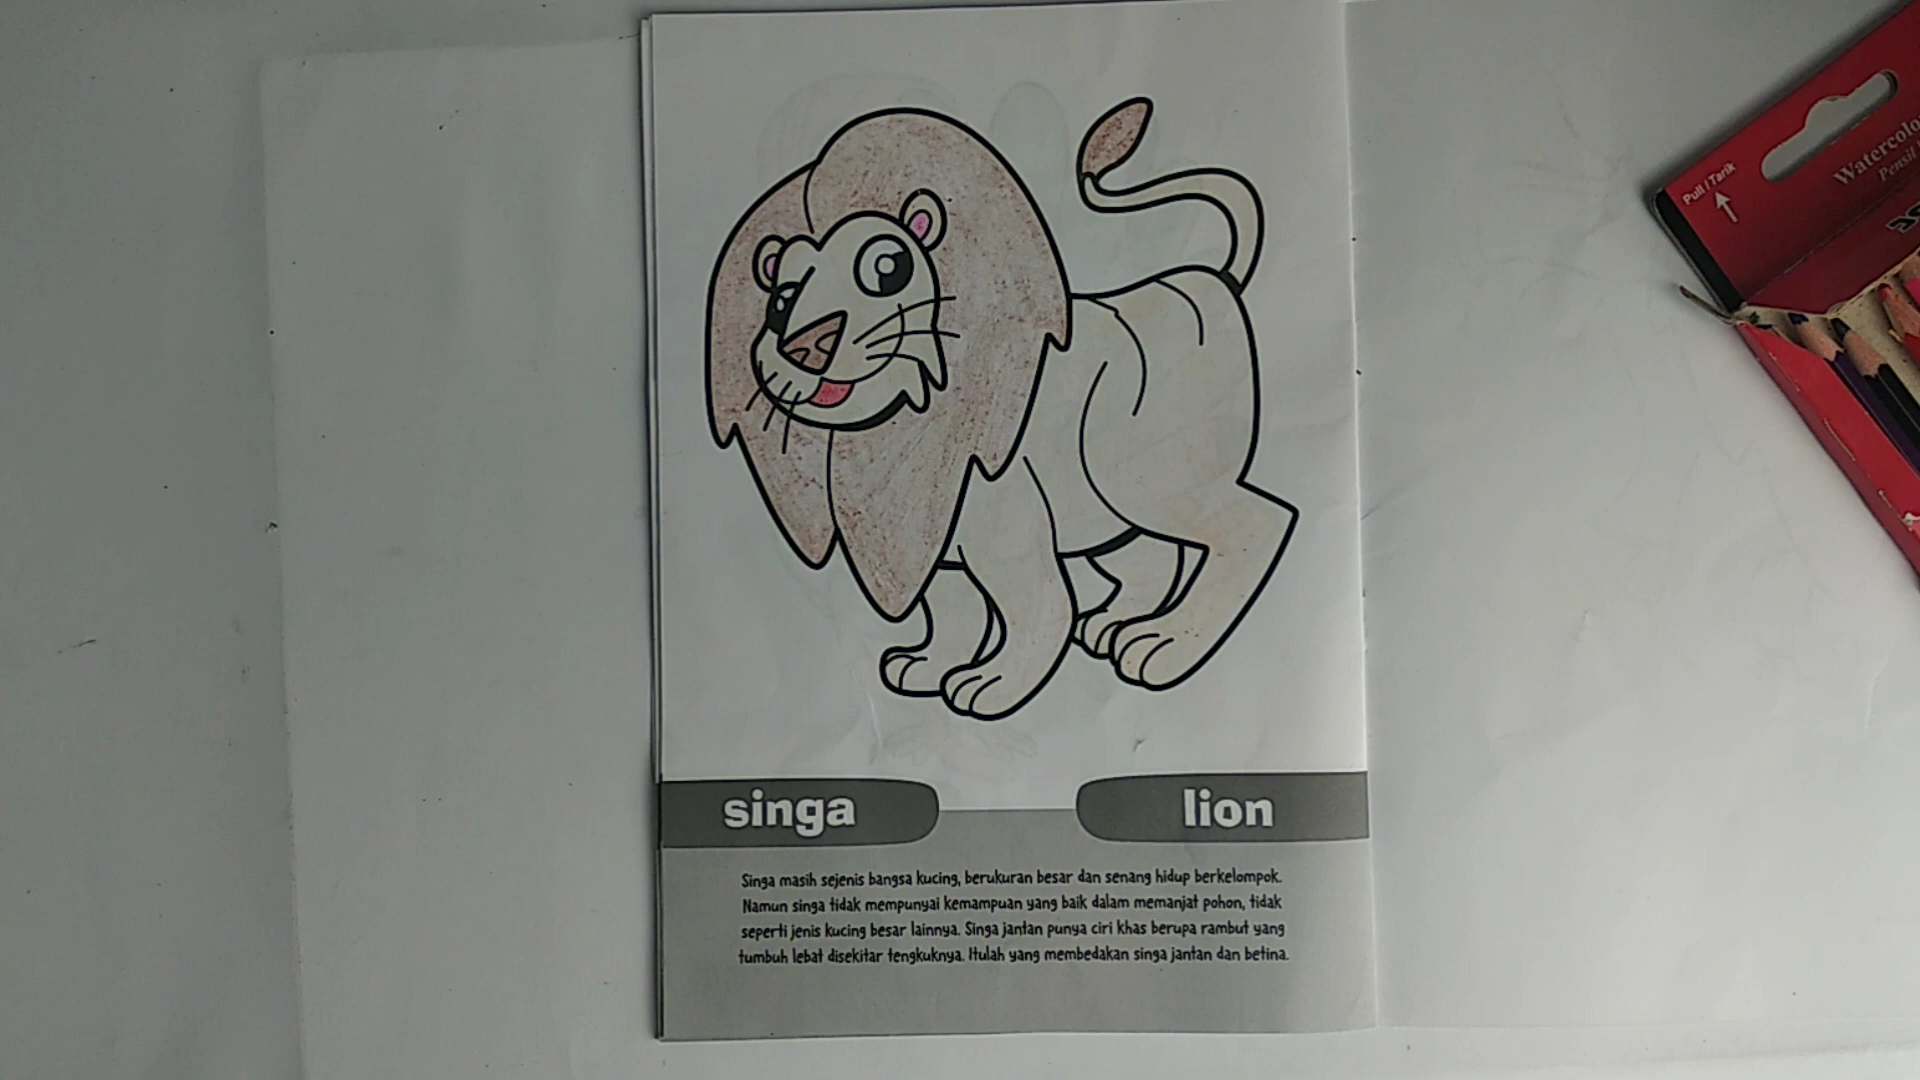 Pull / Tarik
singa
lion
Singa masih sejenis bangsa kucing, berukuran besar dan senang hidup berkelompok.
Namun singa tidak mempunyai kemampuan yang baik dalam memanjat pohon, tidak
seperti jenis kucing besar lainnya. Singa jantan punya ciri khas berupa rambut yang
tumbuh lebat disekitar tengkuknya. Itulah yang membedakan singa jantan dan betina.